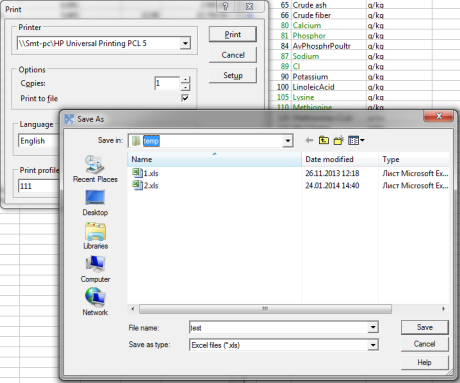 Print
Printer
\\Smt-pc\HP Universal Printing PCL 5
Print
Cancel
Setup
Options
Copies:
1
Print to file
Language
English
Print profile
111
65 Crude ash g/kg
66 Crude fiber g/kg
80 Calcium g/kg
81 Phosphor g/kg
84 AvPhosphrPoultr g/kg
87 Sodium g/kg
89 Cl g/kg
90 Potassium g/kg
100 LinoleicAcid g/kg
105 Lysine g/kg
110 Methionine g/kg
Save As
Save in:
temp
Name
Date modified
Type
1.xls 26.11.2013 12:18 Лист Microsoft Ex...
2.xls 24.01.2014 14:40 Лист Microsoft Ex...
Recent Places
Desktop
Libraries
Computer
Network
File name:
test
Save
Save as type:
Excel files (*.xls)
Cancel
Help